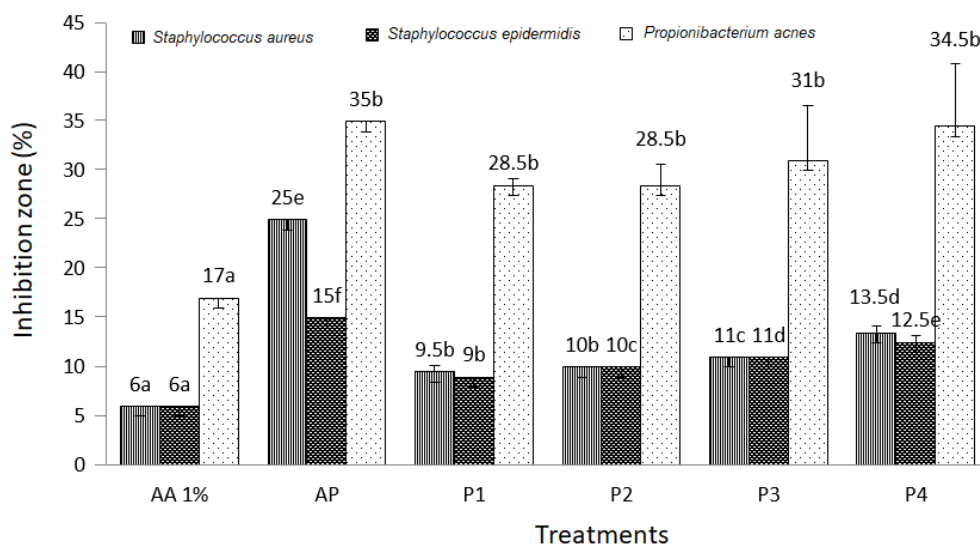 Inhibition zone (%)
45
40
35
30
25
20
15
10
5
0
Staphylococcus aureus Staphylococcus epidermidis Propionibacterium acnes
6a 6a 17a
25e 15f 35b
9.5b 9b 28.5b
10b 10c 28.5b
11c 11d 31b
13.5d 12.5e 34.5b
AA 1% AP P1 P2 P3 P4
Treatments